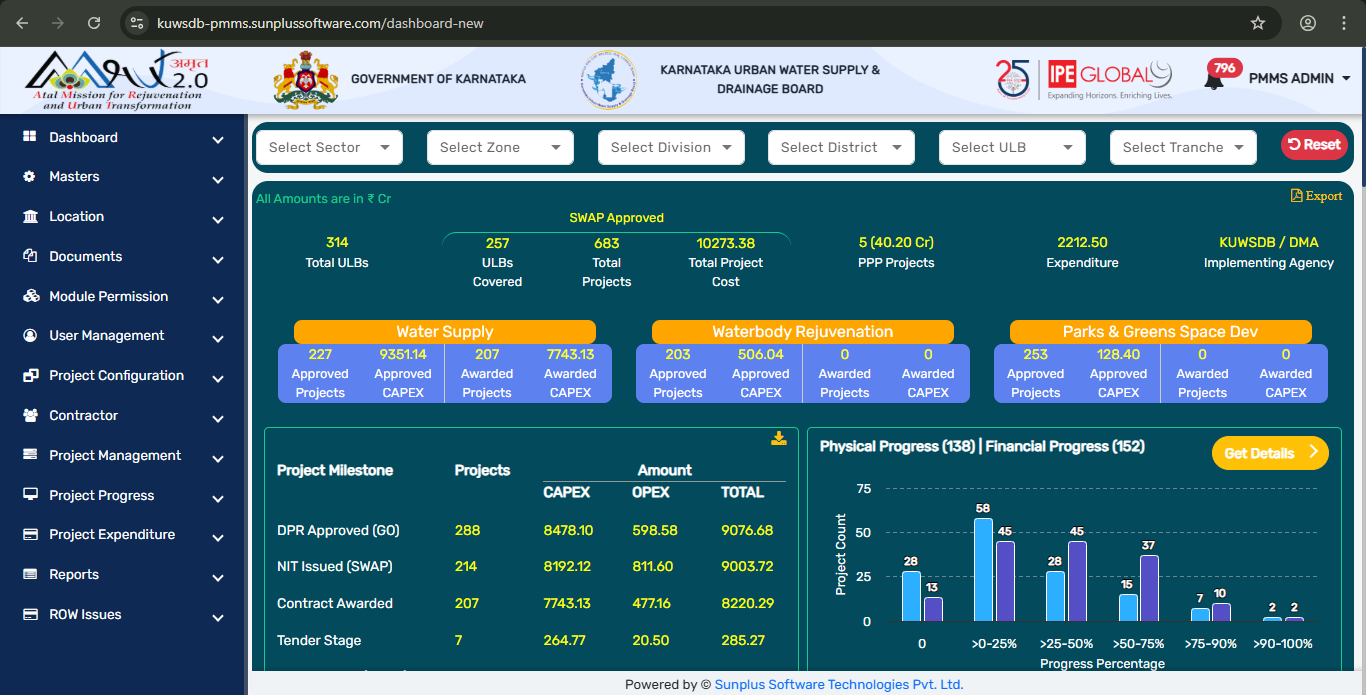 kuwsdb-pmms.sunplussoftware.com/dashboard-new
अमृत
2.0
Atal Mission for Rejuvenation
and Urban Transformation
GOVERNMENT OF KARNATAKA
KARNATAKA URBAN WATER SUPPLY &
DRAINAGE BOARD
25
IPE GLOBAL
Expanding Horizons. Enriching Lives.
796
PMMS ADMIN
Dashboard
Masters
Location
Documents
Module Permission
User Management
Project Configuration
Contractor
Project Management
Project Progress
Project Expenditure
Reports
ROW Issues
Select Sector
Select Zone
Select Division
Select District
Select ULB
Select Tranche
Reset
All Amounts are in ₹ Cr
Export
SWAP Approved
314
Total ULBs
257
ULBs
Covered
683
Total
Projects
10273.38
Total Project
Cost
5 (40.20 Cr)
PPP Projects
2212.50
Expenditure
KUWSDB / DMA
Implementing Agency
Water Supply
227
Approved
Projects
9351.14
Approved
CAPEX
207
Awarded
Projects
7743.13
Awarded
CAPEX
Waterbody Rejuvenation
203
Approved
Projects
506.04
Approved
CAPEX
0
Awarded
Projects
0
Awarded
CAPEX
Parks & Greens Space Dev
253
Approved
Projects
128.40
Approved
CAPEX
0
Awarded
Projects
0
Awarded
CAPEX
Project Milestone Projects Amount
CAPEX OPEX TOTAL
DPR Approved (GO) 288 8478.10 598.58 9076.68
NIT Issued (SWAP) 214 8192.12 811.60 9003.72
Contract Awarded 207 7743.13 477.16 8220.29
Tender Stage 7 264.77 20.50 285.27
Physical Progress (138) | Financial Progress (152)
Get Details
Project Count
75
50
25
0
28 13
58 45
28 45
15 37
7 10
2 2
0 >0-25% >25-50% >50-75% >75-90% >90-100%
Progress Percentage
Powered by © Sunplus Software Technologies Pvt. Ltd.